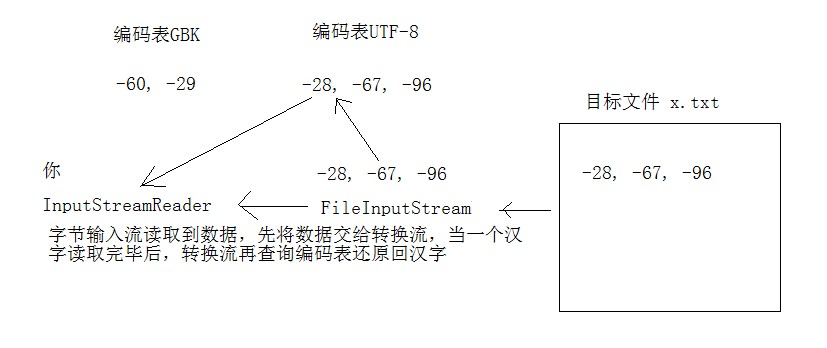 编码表GBK
编码表UTF-8
-60, -29
-28, -67, -96
目标文件 x.txt
你
-28, -67, -96
-28, -67, -96
InputStreamReader
FileInputStream
字节输入流读取到数据，先将数据交给转换流，当一个汉
字读取完毕后，转换流再查询编码表还原回汉字